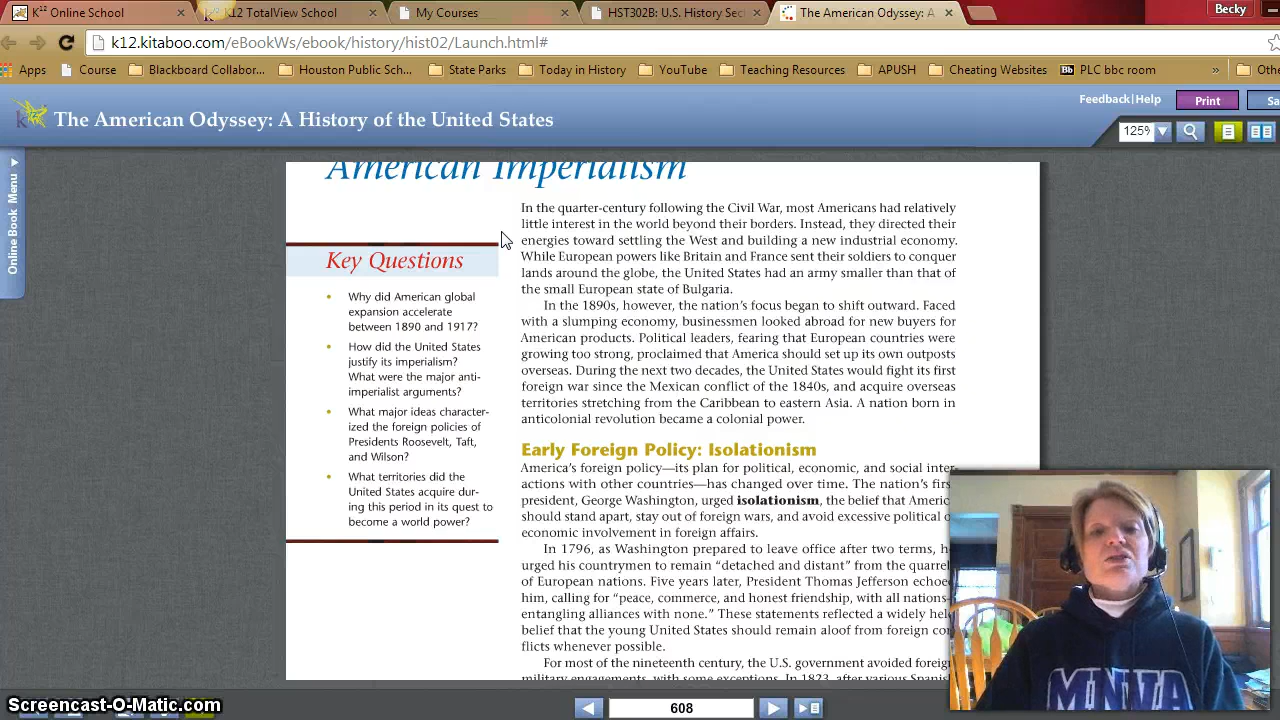 K¹² Online School
K12 TotalView School
My Courses
HST302B: U.S. History Sec
The American Odyssey: A
Becky
k12.kitaboo.com/eBookWs/ebook/history/hist02/Launch.html#
Apps
Course
Blackboard Collabor...
Houston Public Sch...
State Parks
Today in History
YouTube
Teaching Resources
APUSH
Cheating Websites
Bb PLC bbc room
»
Othe
Feedback|Help
Print
Sa
The American Odyssey: A History of the United States
125%
Online Book Menu
American Imperialism
Key Questions
• Why did American global
expansion accelerate
between 1890 and 1917?
• How did the United States
justify its imperialism?
What were the major anti-
imperialist arguments?
• What major ideas character-
ized the foreign policies of
Presidents Roosevelt, Taft,
and Wilson?
• What territories did the
United States acquire dur-
ing this period in its quest to
become a world power?
In the quarter-century following the Civil War, most Americans had relatively
little interest in the world beyond their borders. Instead, they directed their
energies toward settling the West and building a new industrial economy.
While European powers like Britain and France sent their soldiers to conquer
lands around the globe, the United States had an army smaller than that of
the small European state of Bulgaria.
In the 1890s, however, the nation's focus began to shift outward. Faced
with a slumping economy, businessmen looked abroad for new buyers for
American products. Political leaders, fearing that European countries were
growing too strong, proclaimed that America should set up its own outposts
overseas. During the next two decades, the United States would fight its first
foreign war since the Mexican conflict of the 1840s, and acquire overseas
territories stretching from the Caribbean to eastern Asia. A nation born in
anticolonial revolution became a colonial power.
Early Foreign Policy: Isolationism
America's foreign policy—its plan for political, economic, and social inter-
actions with other countries—has changed over time. The nation's firs
president, George Washington, urged isolationism, the belief that Americ
should stand apart, stay out of foreign wars, and avoid excessive political o
economic involvement in foreign affairs.
In 1796, as Washington prepared to leave office after two terms, h
urged his countrymen to remain "detached and distant" from the quarre
of European nations. Five years later, President Thomas Jefferson echoe
him, calling for "peace, commerce, and honest friendship, with all nations-
entangling alliances with none." These statements reflected a widely hel
belief that the young United States should remain aloof from foreign co
flicts whenever possible.
For most of the nineteenth century, the U.S. government avoided foreig
military engagements, with some exceptions. In 1823, after various Spanis
MNVA
608
Screencast-O-Matic.com